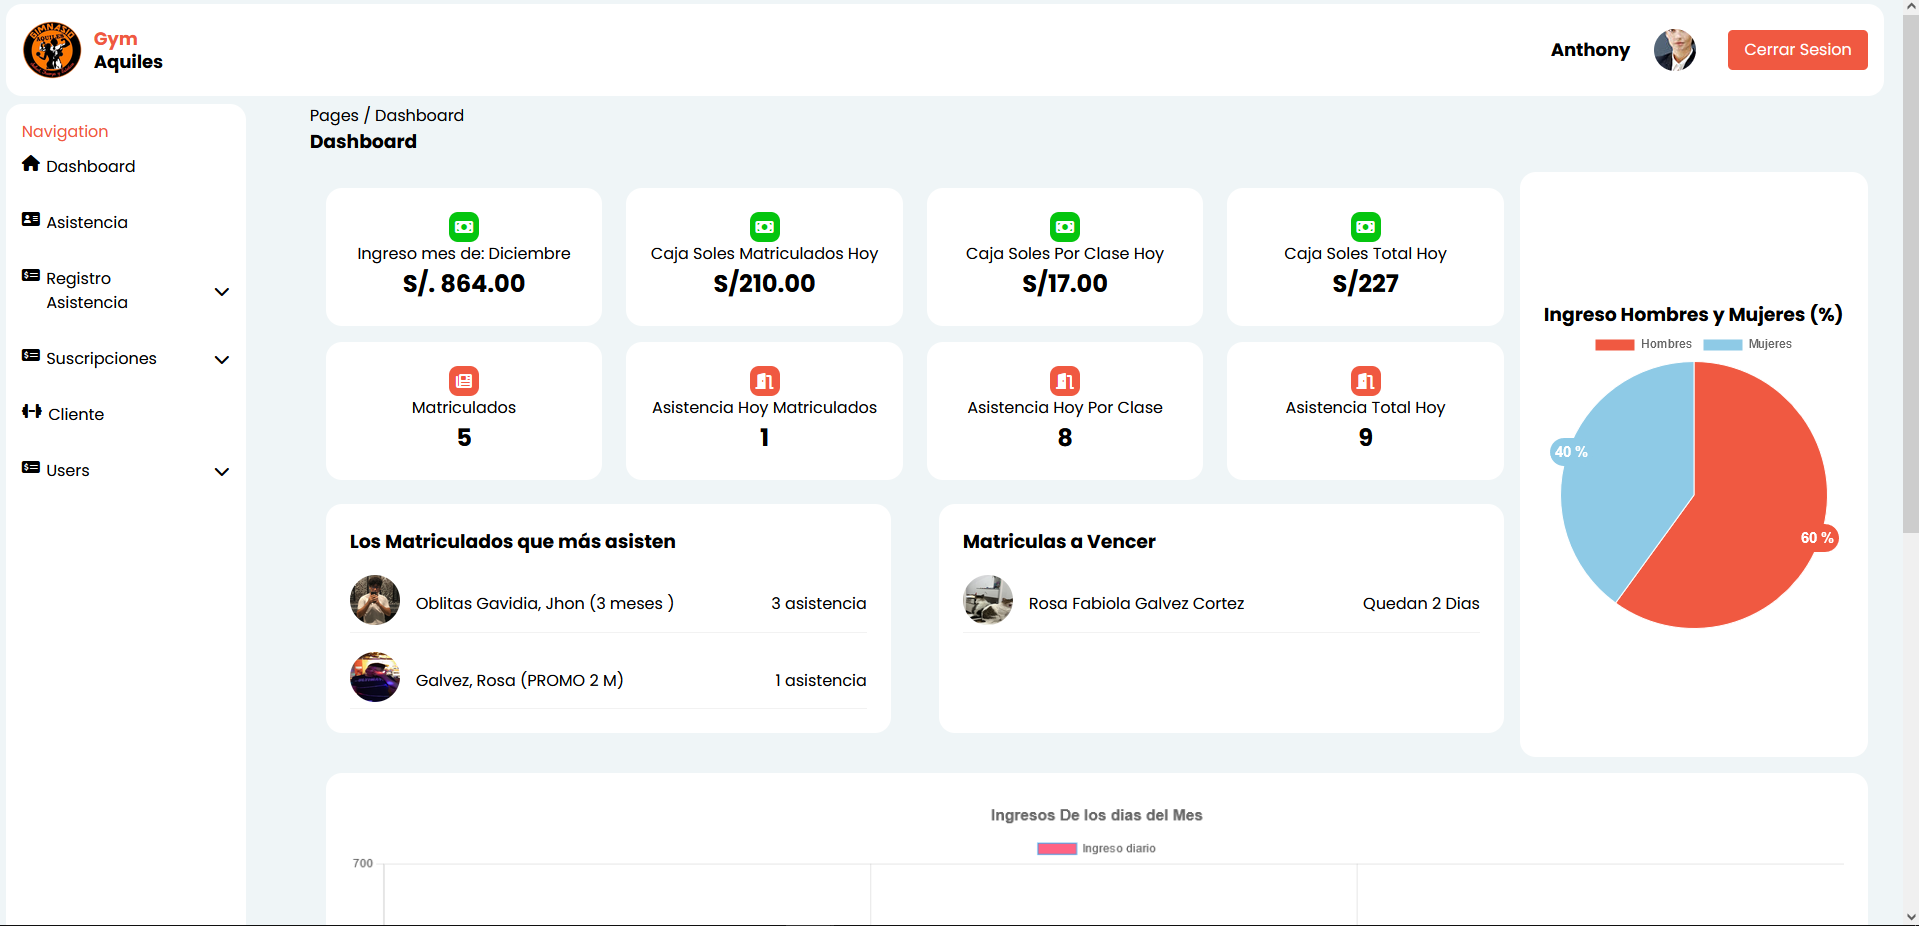 GIMNASIO
AQUILES
Gym
Aquiles
Anthony
Cerrar Sesion
Navigation
Dashboard
Asistencia
Registro
Asistencia
Suscripciones
Cliente
Users
Pages / Dashboard
Dashboard
Ingreso mes de: Diciembre
S/. 864.00
Caja Soles Matriculados Hoy
S/210.00
Caja Soles Por Clase Hoy
S/17.00
Caja Soles Total Hoy
S/227
Matriculados
5
Asistencia Hoy Matriculados
1
Asistencia Hoy Por Clase
8
Asistencia Total Hoy
9
Ingreso Hombres y Mujeres (%)
Hombres
Mujeres
40 %
60 %
Los Matriculados que más asisten
Oblitas Gavidia, Jhon (3 meses )
3 asistencia
Galvez, Rosa (PROMO 2 M)
1 asistencia
Matriculas a Vencer
Rosa Fabiola Galvez Cortez
Quedan 2 Dias
Ingresos De los dias del Mes
Ingreso diario
700